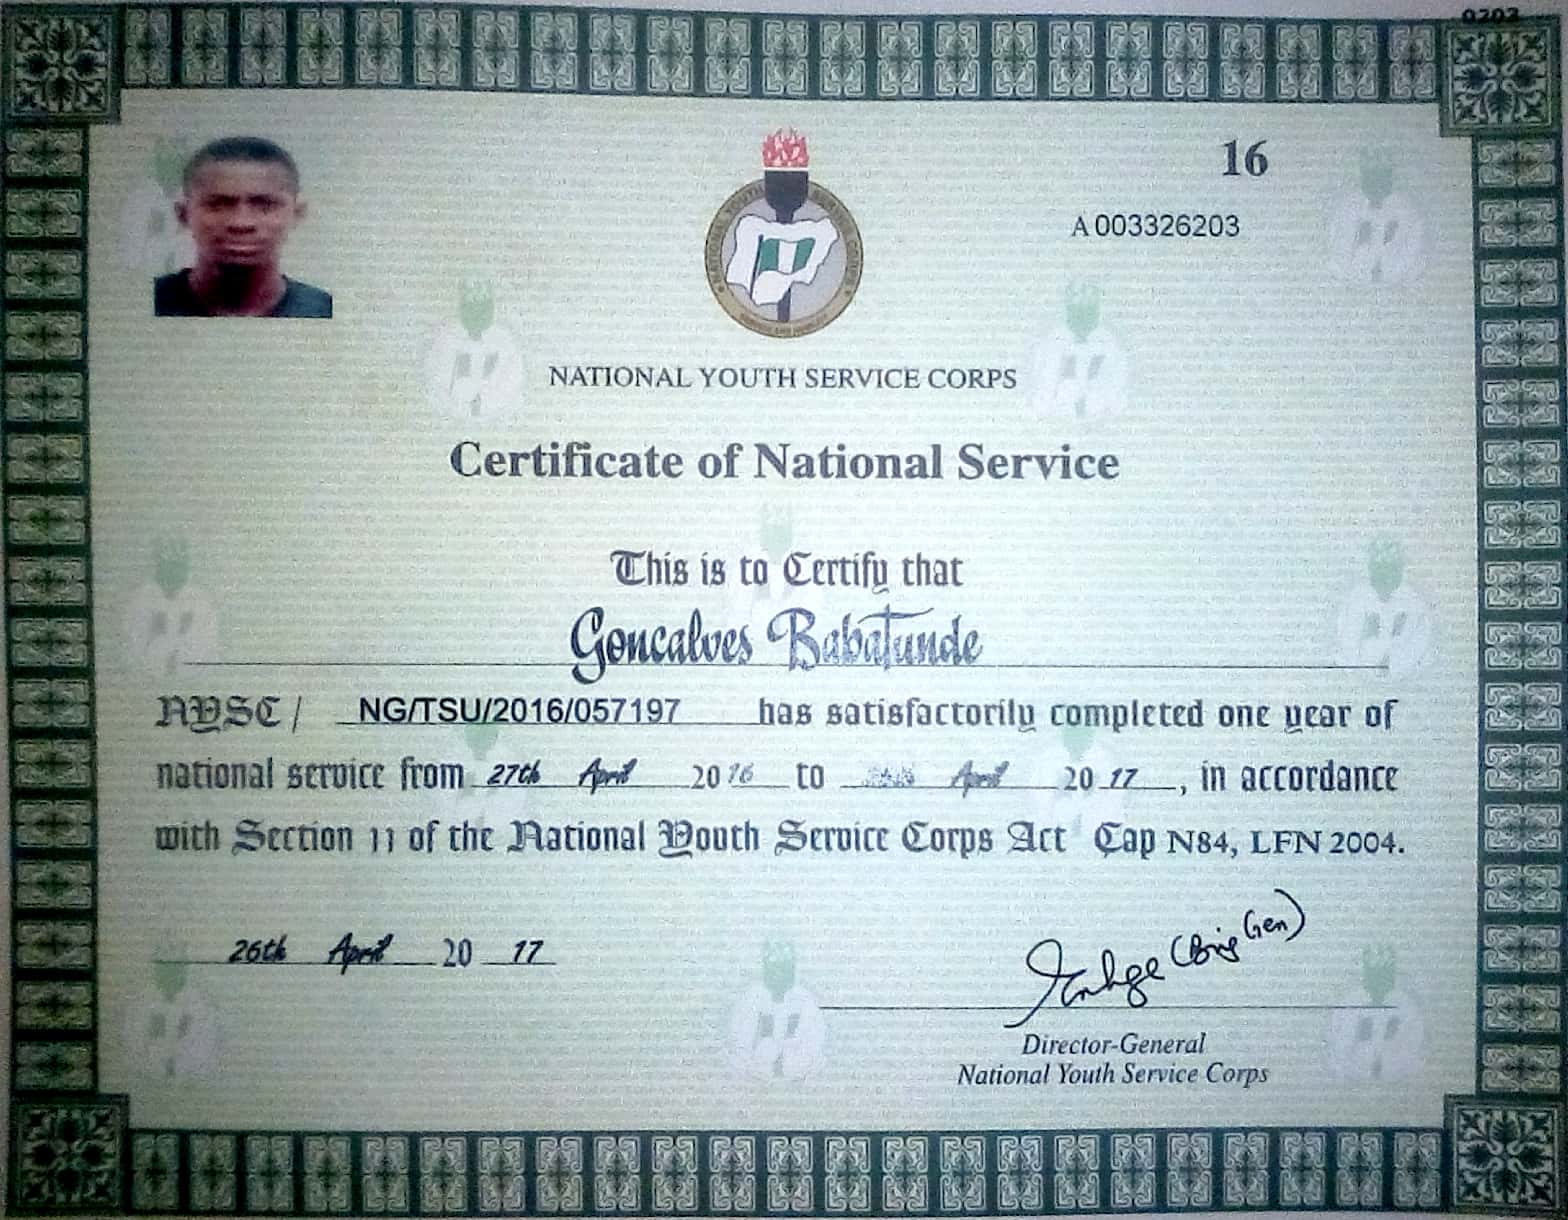 0202
16
A 003326203
NATIONAL YOUTH SERVICE CORPS
Certificate of National Service
This is to Certify that
Goncalves Babatunde
NYSC / NG/TSU/2016/057197 has satisfactorily completed one year of
national service from 27th April 2016 to April 2017, in accordance
with Section 11 of the National Youth Service Corps Act Cap N84, LFN 2004.
26th April 20 17
(Brig Gen)
Director-General
National Youth Service Corps